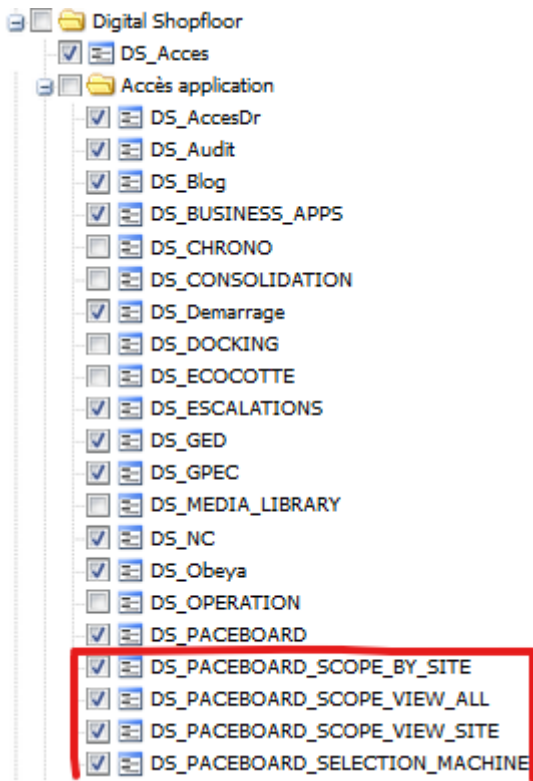 Digital Shopfloor
DS_Acces
Accès application
DS_AccesDr
DS_Audit
DS_Blog
DS_BUSINESS_APPS
DS_CHRONO
DS_CONSOLIDATION
DS_Demarrage
DS_DOCKING
DS_ECOCOTTE
DS_ESCALATIONS
DS_GED
DS_GPEC
DS_MEDIA_LIBRARY
DS_NC
DS_Obeya
DS_OPERATION
DS_PACEBOARD
DS_PACEBOARD_SCOPE_BY_SITE
DS_PACEBOARD_SCOPE_VIEW_ALL
DS_PACEBOARD_SCOPE_VIEW_SITE
DS_PACEBOARD_SELECTION_MACHINE